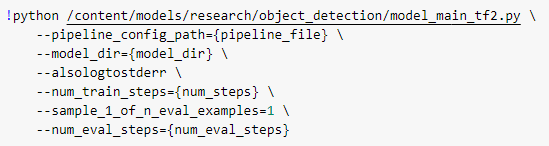 !python /content/models/research/object_detection/model_main_tf2.py \
    --pipeline_config_path={pipeline_file} \
    --model_dir={model_dir} \
    --alsologtostderr \
    --num_train_steps={num_steps} \
    --sample_1_of_n_eval_examples=1 \
    --num_eval_steps={num_eval_steps}